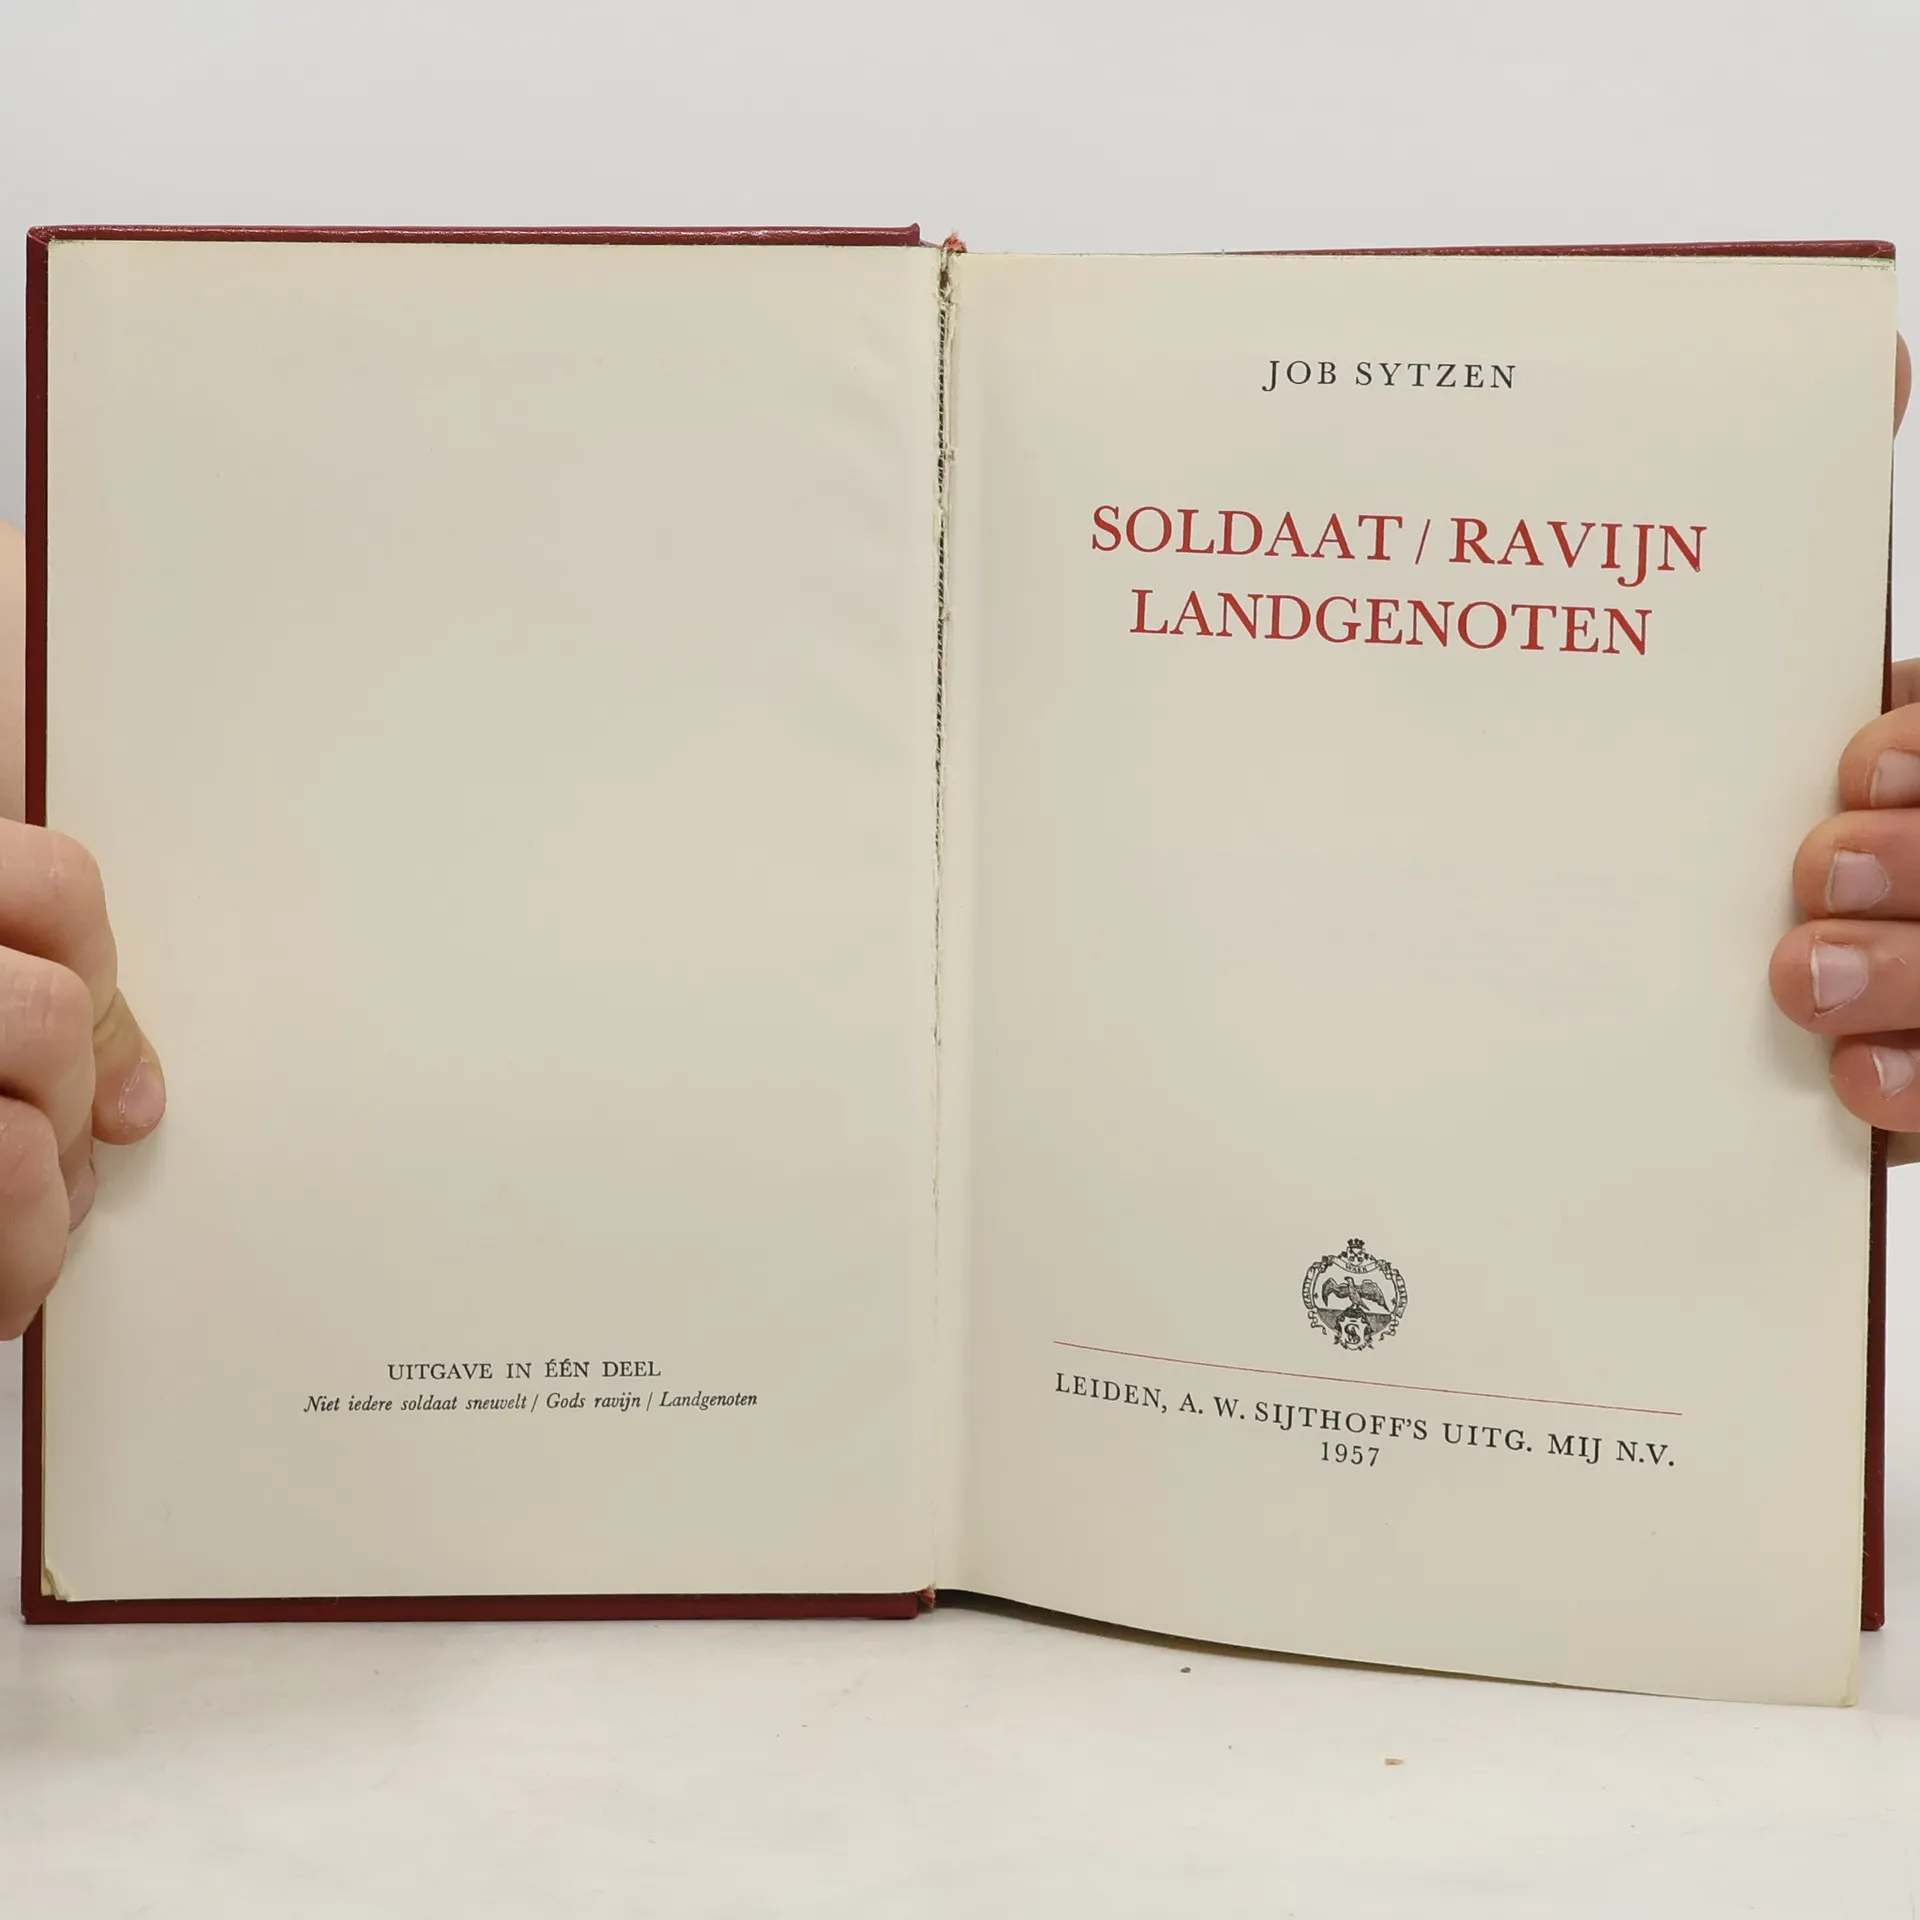 UITGAVE IN ÉÉN DEEL
Niet iedere soldaat sneuvelt / Gods ravijn / Landgenoten
JOB SYTZEN
SOLDAAT / RAVIJN
LANDGENOTEN
LEIDEN, A. W. SIJTHOFF'S UITG. MIJ N.V.
1957